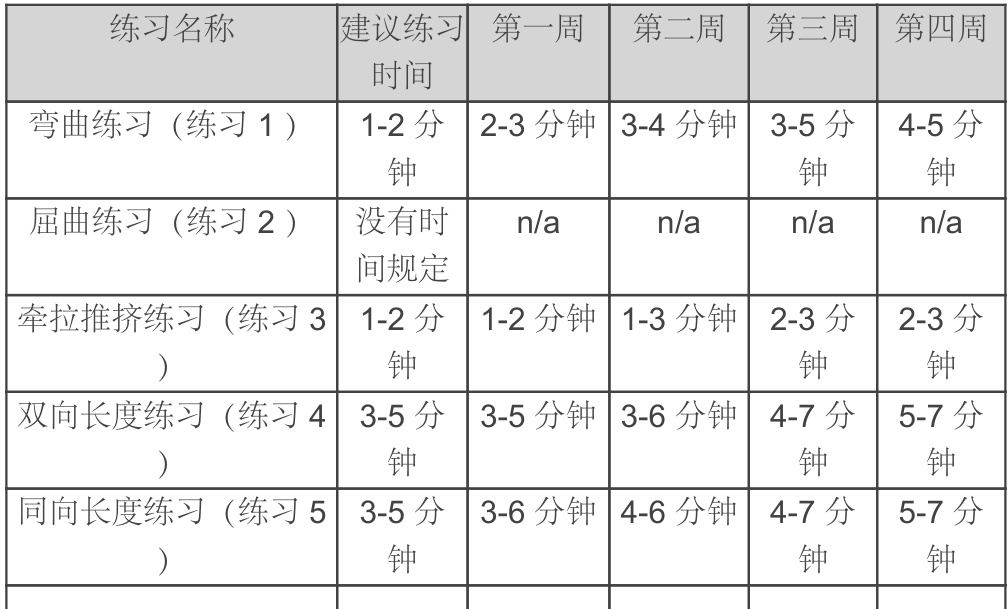 练习名称 建议练习时间 第一周 第二周 第三周 第四周
弯曲练习（练习 1 ） 1-2 分钟 2-3 分钟 3-4 分钟 3-5 分钟 4-5 分钟
屈曲练习（练习 2 ） 没有时间规定 n/a n/a n/a n/a
牵拉推挤练习（练习 3 ） 1-2 分钟 1-2 分钟 1-3 分钟 2-3 分钟 2-3 分钟
双向长度练习（练习 4 ） 3-5 分钟 3-5 分钟 3-6 分钟 4-7 分钟 5-7 分钟
同向长度练习（练习 5 ） 3-5 分钟 3-6 分钟 4-6 分钟 4-7 分钟 5-7 分钟